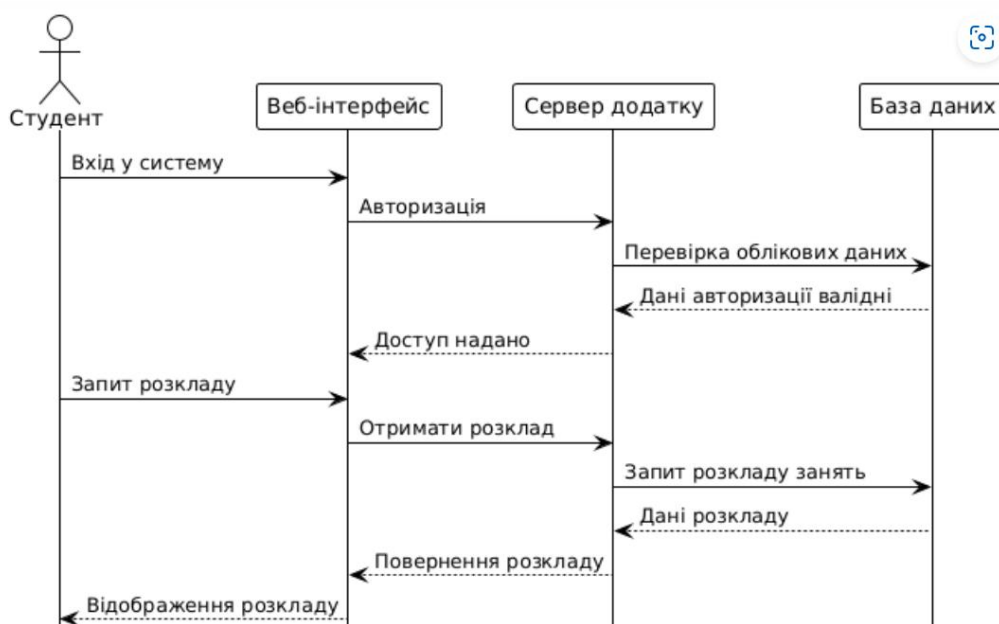 Студент
Веб-інтерфейс
Сервер додатку
База даних
Вхід у систему
Авторизація
Перевірка облікових даних
Дані авторизації валідні
Доступ надано
Запит розкладу
Отримати розклад
Запит розкладу занять
Дані розкладу
Повернення розкладу
Відображення розкладу